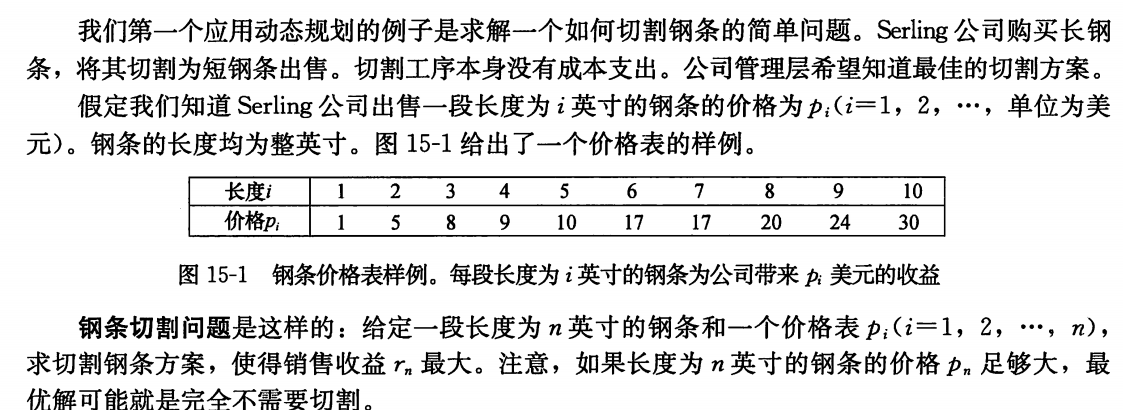 我们第一个应用动态规划的例子是求解一个如何切割钢条的简单问题。Serling 公司购买长钢
条，将其切割为短钢条出售。切割工序本身没有成本支出。公司管理层希望知道最佳的切割方案。
假定我们知道 Serling 公司出售一段长度为 i 英寸的钢条的价格为 pᵢ(i=1，2，…，单位为美
元)。钢条的长度均为整英寸。图 15-1 给出了一个价格表的样例。
长度i 1 2 3 4 5 6 7 8 9 10
价格pᵢ 1 5 8 9 10 17 17 20 24 30
图 15-1 钢条价格表样例。每段长度为 i 英寸的钢条为公司带来 pᵢ 美元的收益
钢条切割问题是这样的：给定一段长度为 n 英寸的钢条和一个价格表 pᵢ(i=1，2，…，n)，
求切割钢条方案，使得销售收益 rₙ 最大。注意，如果长度为 n 英寸的钢条的价格 pₙ 足够大，最
优解可能就是完全不需要切割。